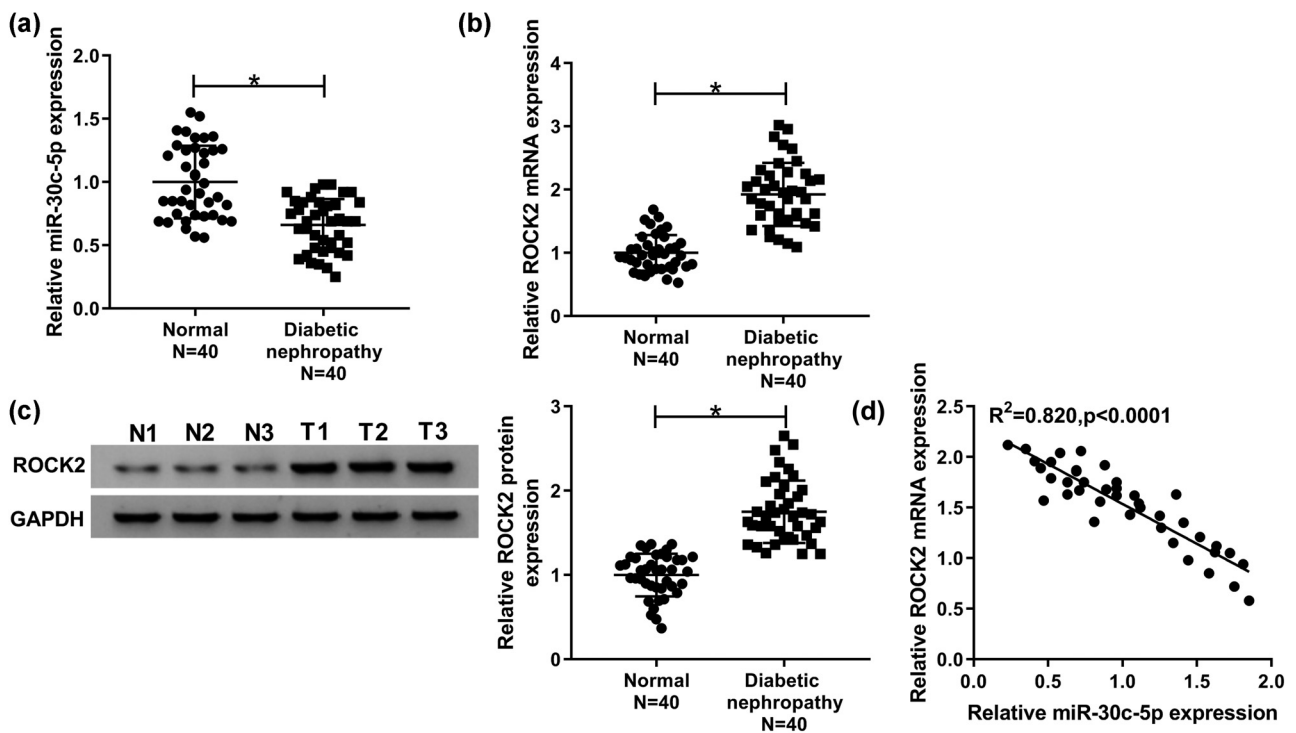 (a)
Relative miR-30c-5p expression
2.0
1.5
1.0
0.5
0.0
*
Normal
N=40
Diabetic
nephropathy
N=40
(b)
Relative ROCK2 mRNA expression
4
3
2
1
0
*
Normal
N=40
Diabetic
nephropathy
N=40
(c)
N1 N2 N3 T1 T2 T3
ROCK2
GAPDH
Relative ROCK2 protein
expression
3
2
1
0
*
Normal
N=40
Diabetic
nephropathy
N=40
(d)
R²=0.820,p<0.0001
Relative ROCK2 mRNA expression
2.5
2.0
1.5
1.0
0.5
0.0
0.0 0.5 1.0 1.5 2.0
Relative miR-30c-5p expression